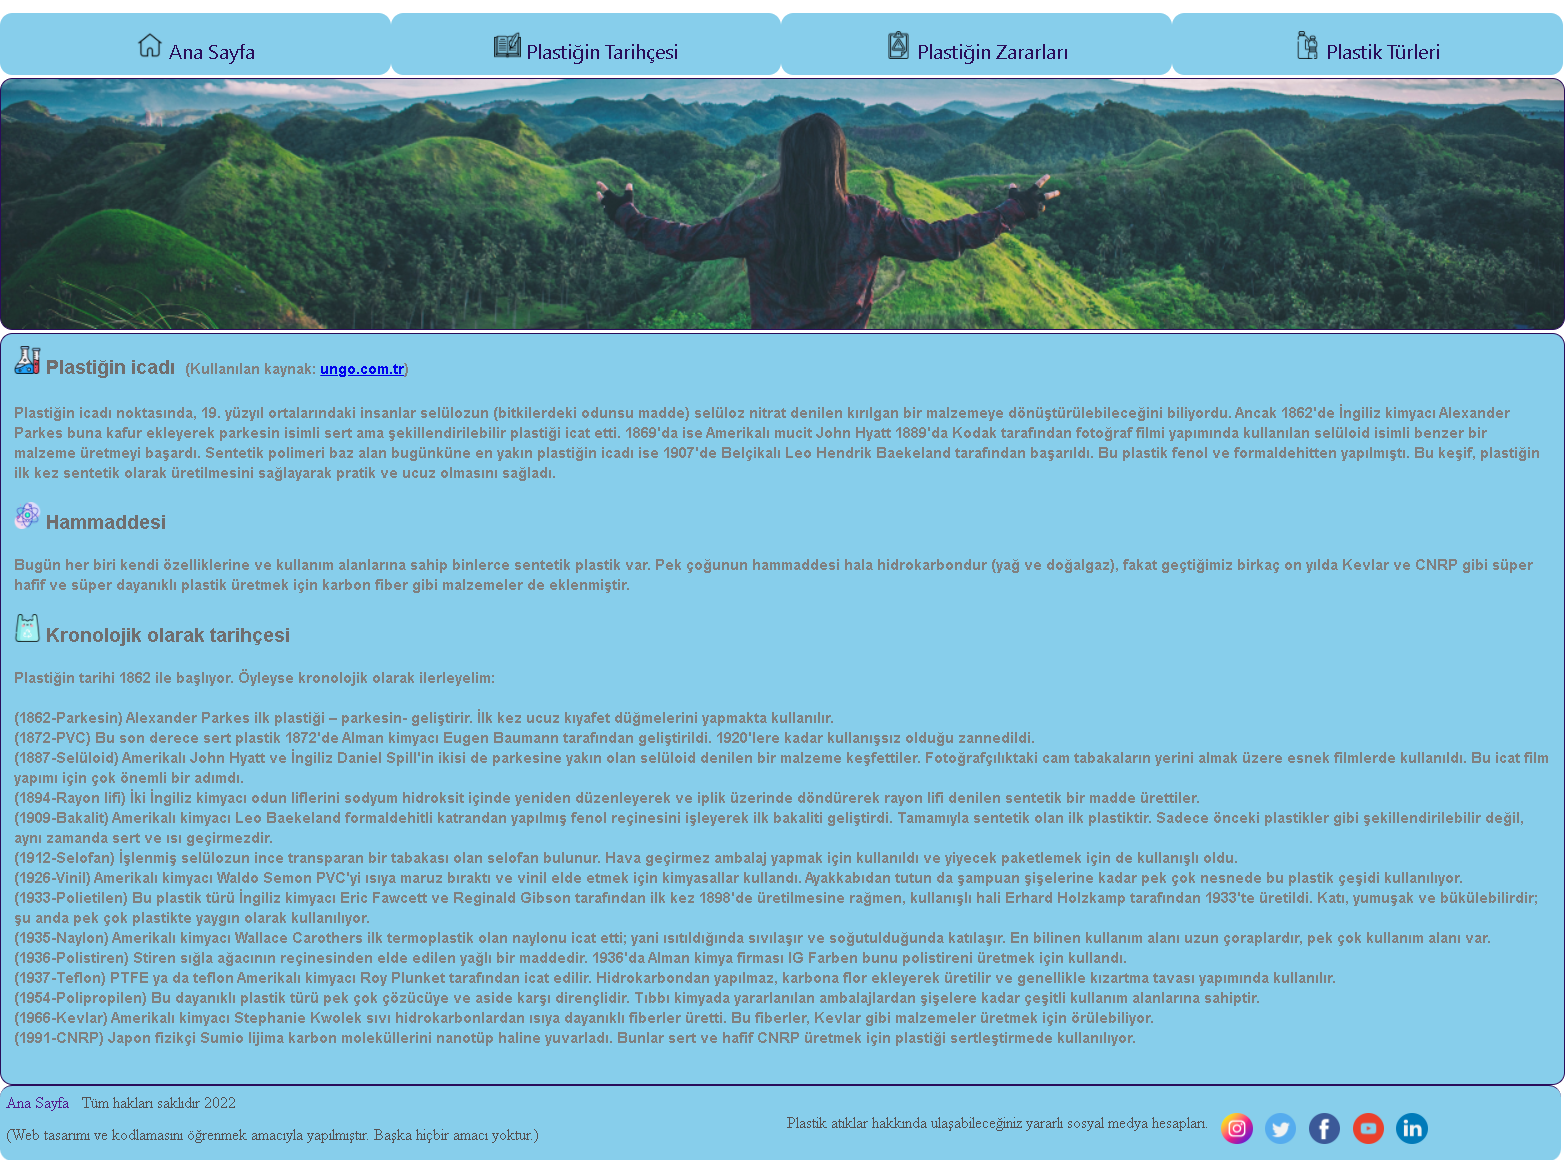 Ana Sayfa
Plastiğin Tarihçesi
Plastiğin Zararları
Plastik Türleri
Plastiğin icadı (Kullanılan kaynak: ungo.com.tr)
Plastiğin icadı noktasında, 19. yüzyıl ortalarındaki insanlar selülozun (bitkilerdeki odunsu madde) selüloz nitrat denilen kırılgan bir malzemeye dönüştürülebileceğini biliyordu. Ancak 1862'de İngiliz kimyacı Alexander
Parkes buna kafur ekleyerek parkesin isimli sert ama şekillendirilebilir plastiği icat etti. 1869'da ise Amerikalı mucit John Hyatt 1889'da Kodak tarafından fotoğraf filmi yapımında kullanılan selüloid isimli benzer bir
malzeme üretmeyi başardı. Sentetik polimeri baz alan bugünküne en yakın plastiğin icadı ise 1907'de Belçikalı Leo Hendrik Baekeland tarafından başarıldı. Bu plastik fenol ve formaldehitten yapılmıştı. Bu keşif, plastiğin
ilk kez sentetik olarak üretilmesini sağlayarak pratik ve ucuz olmasını sağladı.
Hammaddesi
Bugün her biri kendi özelliklerine ve kullanım alanlarına sahip binlerce sentetik plastik var. Pek çoğunun hammaddesi hala hidrokarbondur (yağ ve doğalgaz), fakat geçtiğimiz birkaç on yılda Kevlar ve CNRP gibi süper
hafif ve süper dayanıklı plastik üretmek için karbon fiber gibi malzemeler de eklenmiştir.
Kronolojik olarak tarihçesi
Plastiğin tarihi 1862 ile başlıyor. Öyleyse kronolojik olarak ilerleyelim:
(1862-Parkesin) Alexander Parkes ilk plastiği – parkesin- geliştirir. İlk kez ucuz kıyafet düğmelerini yapmakta kullanılır.
(1872-PVC) Bu son derece sert plastik 1872'de Alman kimyacı Eugen Baumann tarafından geliştirildi. 1920'lere kadar kullanışsız olduğu zannedildi.
(1887-Selüloid) Amerikalı John Hyatt ve İngiliz Daniel Spill'in ikisi de parkesine yakın olan selüloid denilen bir malzeme keşfettiler. Fotoğrafçılıktaki cam tabakaların yerini almak üzere esnek filmlerde kullanıldı. Bu icat film
yapımı için çok önemli bir adımdı.
(1894-Rayon lifi) İki İngiliz kimyacı odun liflerini sodyum hidroksit içinde yeniden düzenleyerek ve iplik üzerinde döndürerek rayon lifi denilen sentetik bir madde ürettiler.
(1909-Bakalit) Amerikalı kimyacı Leo Baekeland formaldehitli katrandan yapılmış fenol reçinesini işleyerek ilk bakaliti geliştirdi. Tamamıyla sentetik olan ilk plastiktir. Sadece önceki plastikler gibi şekillendirilebilir değil,
aynı zamanda sert ve ısı geçirmezdir.
(1912-Selofan) İşlenmiş selülozun ince transparan bir tabakası olan selofan bulunur. Hava geçirmez ambalaj yapmak için kullanıldı ve yiyecek paketlemek için de kullanışlı oldu.
(1926-Vinil) Amerikalı kimyacı Waldo Semon PVC'yi ısıya maruz bıraktı ve vinil elde etmek için kimyasallar kullandı. Ayakkabıdan tutun da şampuan şişelerine kadar pek çok nesnede bu plastik çeşidi kullanılıyor.
(1933-Polietilen) Bu plastik türü İngiliz kimyacı Eric Fawcett ve Reginald Gibson tarafından ilk kez 1898'de üretilmesine rağmen, kullanışlı hali Erhard Holzkamp tarafından 1933'te üretildi. Katı, yumuşak ve bükülebilirdir;
şu anda pek çok plastikte yaygın olarak kullanılıyor.
(1935-Naylon) Amerikalı kimyacı Wallace Carothers ilk termoplastik olan naylonu icat etti; yani ısıtıldığında sıvılaşır ve soğutulduğunda katılaşır. En bilinen kullanım alanı uzun çoraplardır, pek çok kullanım alanı var.
(1936-Polistiren) Stiren sığla ağacının reçinesinden elde edilen yağlı bir maddedir. 1936'da Alman kimya firması IG Farben bunu polistireni üretmek için kullandı.
(1937-Teflon) PTFE ya da teflon Amerikalı kimyacı Roy Plunket tarafından icat edilir. Hidrokarbondan yapılmaz, karbona flor ekleyerek üretilir ve genellikle kızartma tavası yapımında kullanılır.
(1954-Polipropilen) Bu dayanıklı plastik türü pek çok çözücüye ve aside karşı dirençlidir. Tıbbı kimyada yararlanılan ambalajlardan şişelere kadar çeşitli kullanım alanlarına sahiptir.
(1966-Kevlar) Amerikalı kimyacı Stephanie Kwolek sıvı hidrokarbonlardan ısıya dayanıklı fiberler üretti. Bu fiberler, Kevlar gibi malzemeler üretmek için örülebiliyor.
(1991-CNRP) Japon fizikçi Sumio Iijima karbon moleküllerini nanotüp haline yuvarladı. Bunlar sert ve hafif CNRP üretmek için plastiği sertleştirmede kullanılıyor.
Ana Sayfa Tüm hakları saklıdır 2022
(Web tasarımı ve kodlamasını öğrenmek amacıyla yapılmıştır. Başka hiçbir amacı yoktur.)
Plastik atıklar hakkında ulaşabileceğiniz yararlı sosyal medya hesapları.